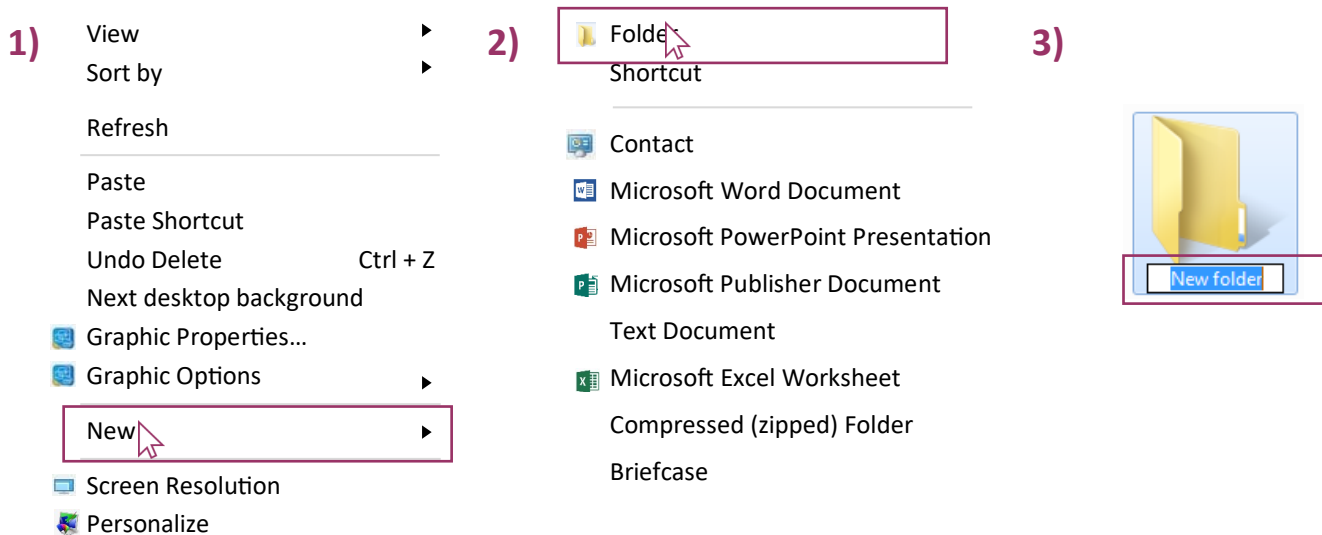 1)
View
Sort by
Refresh
Paste
Paste Shortcut
Undo Delete Ctrl + Z
Next desktop background
Graphic Properties...
Graphic Options
New
Screen Resolution
Personalize
2)
Folder
Shortcut
Contact
Microsoft Word Document
Microsoft PowerPoint Presentation
Microsoft Publisher Document
Text Document
Microsoft Excel Worksheet
Compressed (zipped) Folder
Briefcase
3)
New folder